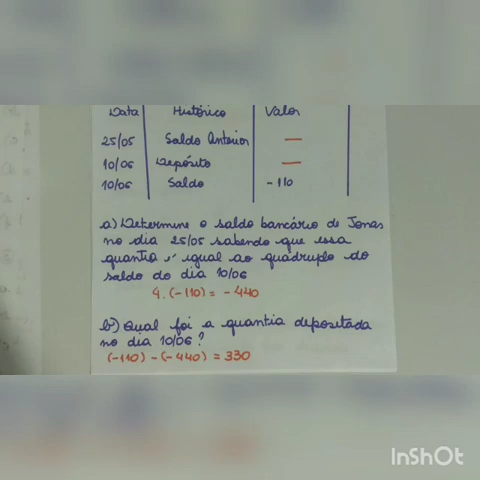 Data Histórico Valor
25/05 Saldo Anterior —
10/06 Depósito —
10/06 Saldo -110
a) Determine o saldo bancário de Jonas
no dia 25/05 sabendo que essa
quantia é igual ao quádruplo do
saldo do dia 10/06
4.(-110) = -440
b) Qual foi a quantia depositada
no dia 10/06?
(-110) - (-440) = 330
InShOt